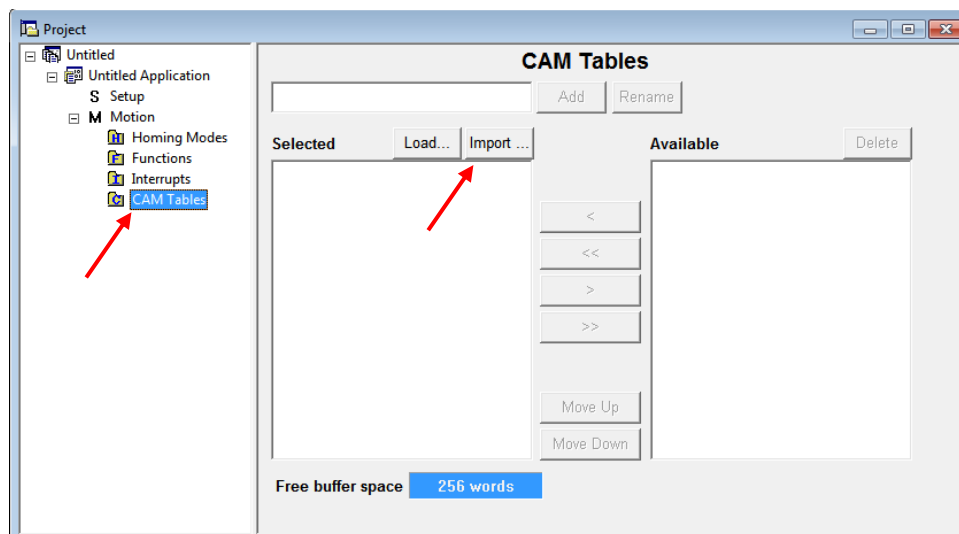 Project
Untitled
Untitled Application
S Setup
M Motion
H Homing Modes
F Functions
I Interrupts
C CAM Tables
CAM Tables
Add Rename
Selected Load... Import ... Available Delete
<
<<
>
>>
Move Up
Move Down
Free buffer space 256 words